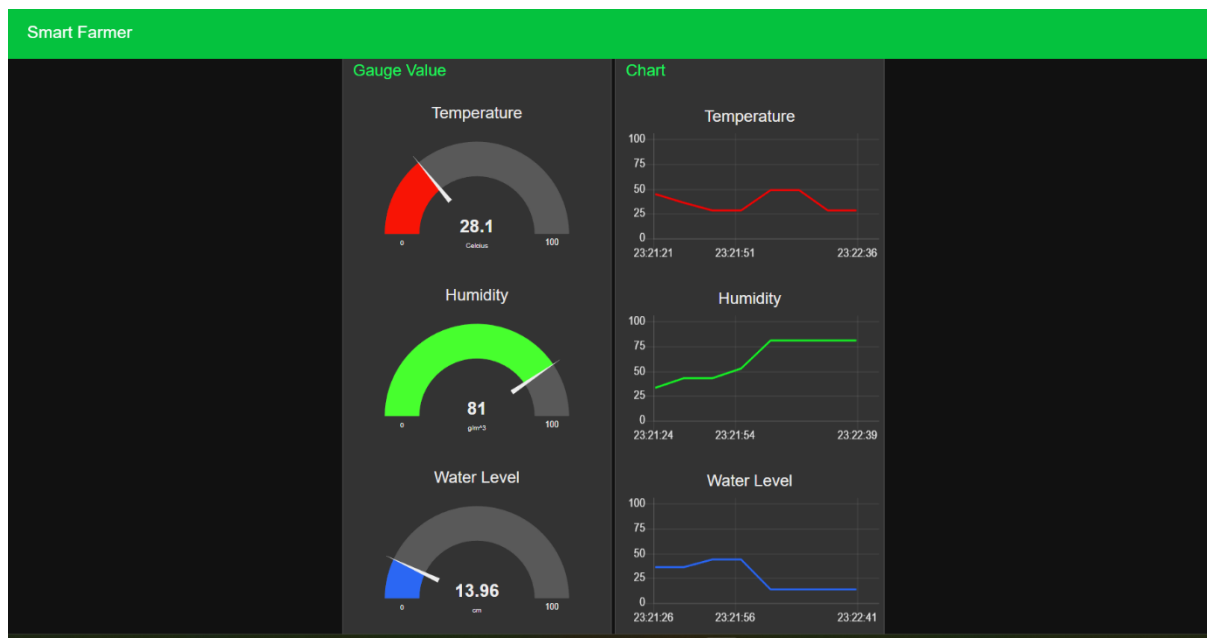 Smart Farmer
Gauge Value
Temperature
28.1
Celcius
0
100
Humidity
81
g/m^3
0
100
Water Level
13.96
cm
0
100
Chart
Temperature
100
75
50
25
0
23:21:21 23:21:51 23:22:36
Humidity
100
75
50
25
0
23:21:24 23:21:54 23:22:39
Water Level
100
75
50
25
0
23:21:26 23:21:56 23:22:41